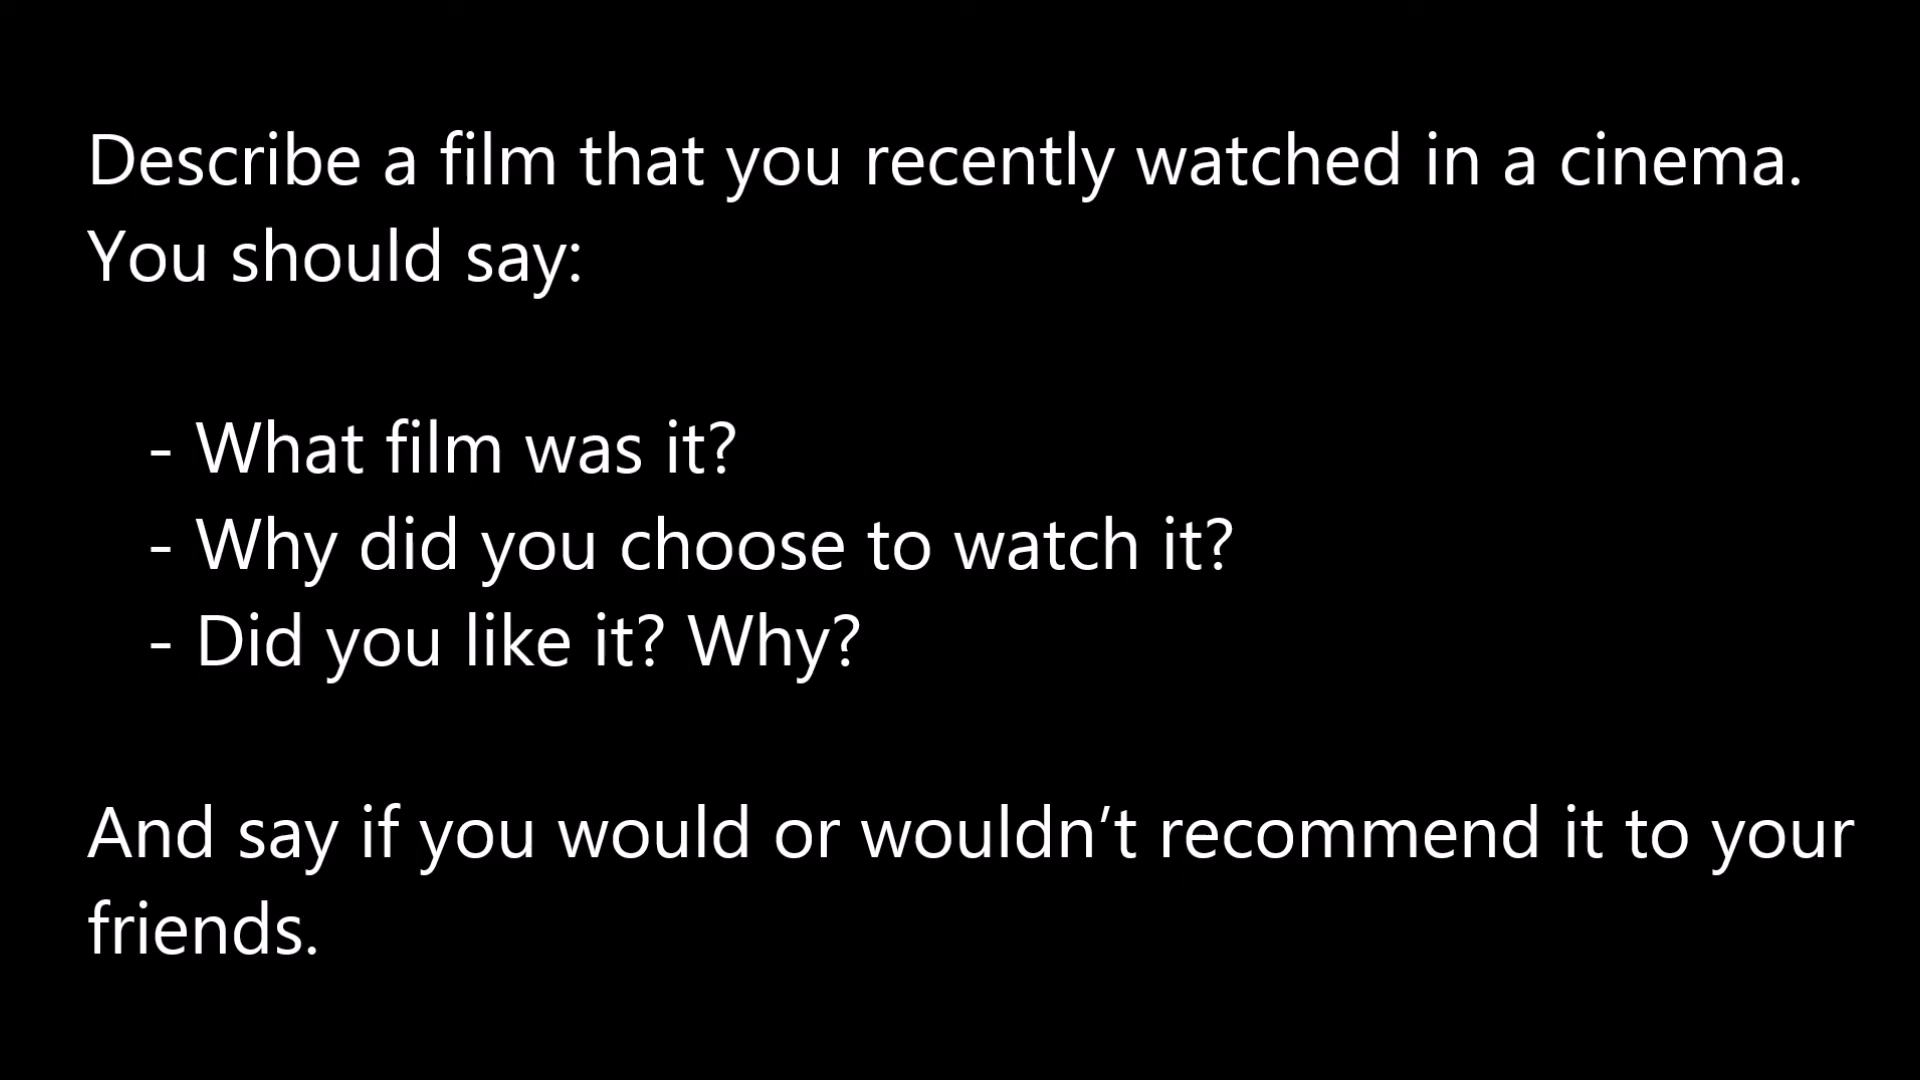 Describe a film that you recently watched in a cinema.
You should say:
- What film was it?
- Why did you choose to watch it?
- Did you like it? Why?
And say if you would or wouldn’t recommend it to your
friends.